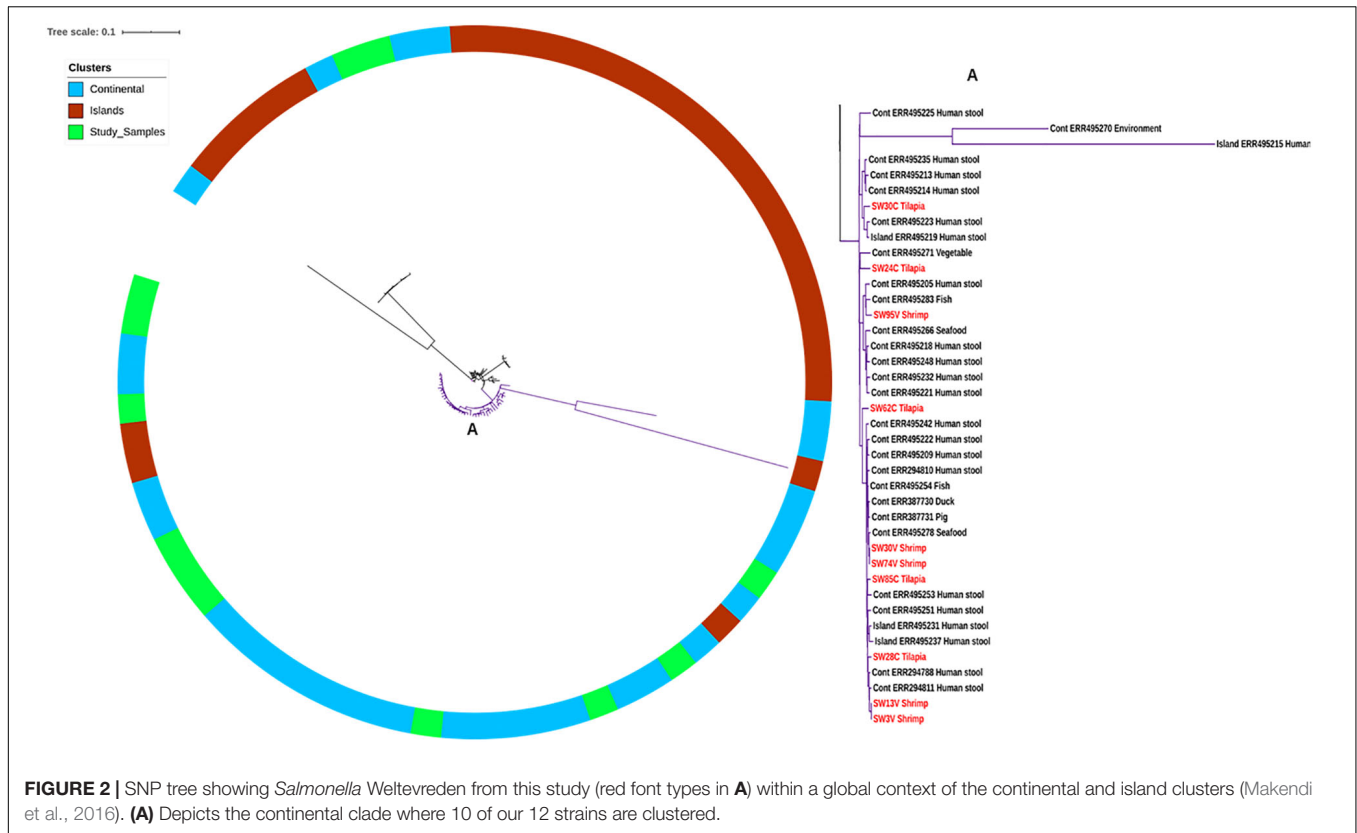 Tree scale: 0.1
Clusters
Continental
Islands
Study_Samples
A
A
Cont ERR495225 Human stool
Cont ERR495270 Environment
Island ERR495215 Human
Cont ERR495235 Human stool
Cont ERR495213 Human stool
Cont ERR495214 Human stool
SW30C Tilapia
Cont ERR495223 Human stool
Island ERR495219 Human stool
Cont ERR495271 Vegetable
SW24C Tilapia
Cont ERR495205 Human stool
Cont ERR495283 Fish
SW95V Shrimp
Cont ERR495266 Seafood
Cont ERR495218 Human stool
Cont ERR495248 Human stool
Cont ERR495232 Human stool
Cont ERR495221 Human stool
SW62C Tilapia
Cont ERR495242 Human stool
Cont ERR495222 Human stool
Cont ERR495209 Human stool
Cont ERR294810 Human stool
Cont ERR495254 Fish
Cont ERR387730 Duck
Cont ERR387731 Pig
Cont ERR495278 Seafood
SW30V Shrimp
SW74V Shrimp
SW85C Tilapia
Cont ERR495253 Human stool
Cont ERR495251 Human stool
Island ERR495231 Human stool
Island ERR495237 Human stool
SW28C Tilapia
Cont ERR294788 Human stool
Cont ERR294811 Human stool
SW13V Shrimp
SW3V Shrimp
FIGURE 2 | SNP tree showing Salmonella Weltevreden from this study (red font types in A) within a global context of the continental and island clusters (Makendi
et al., 2016). (A) Depicts the continental clade where 10 of our 12 strains are clustered.